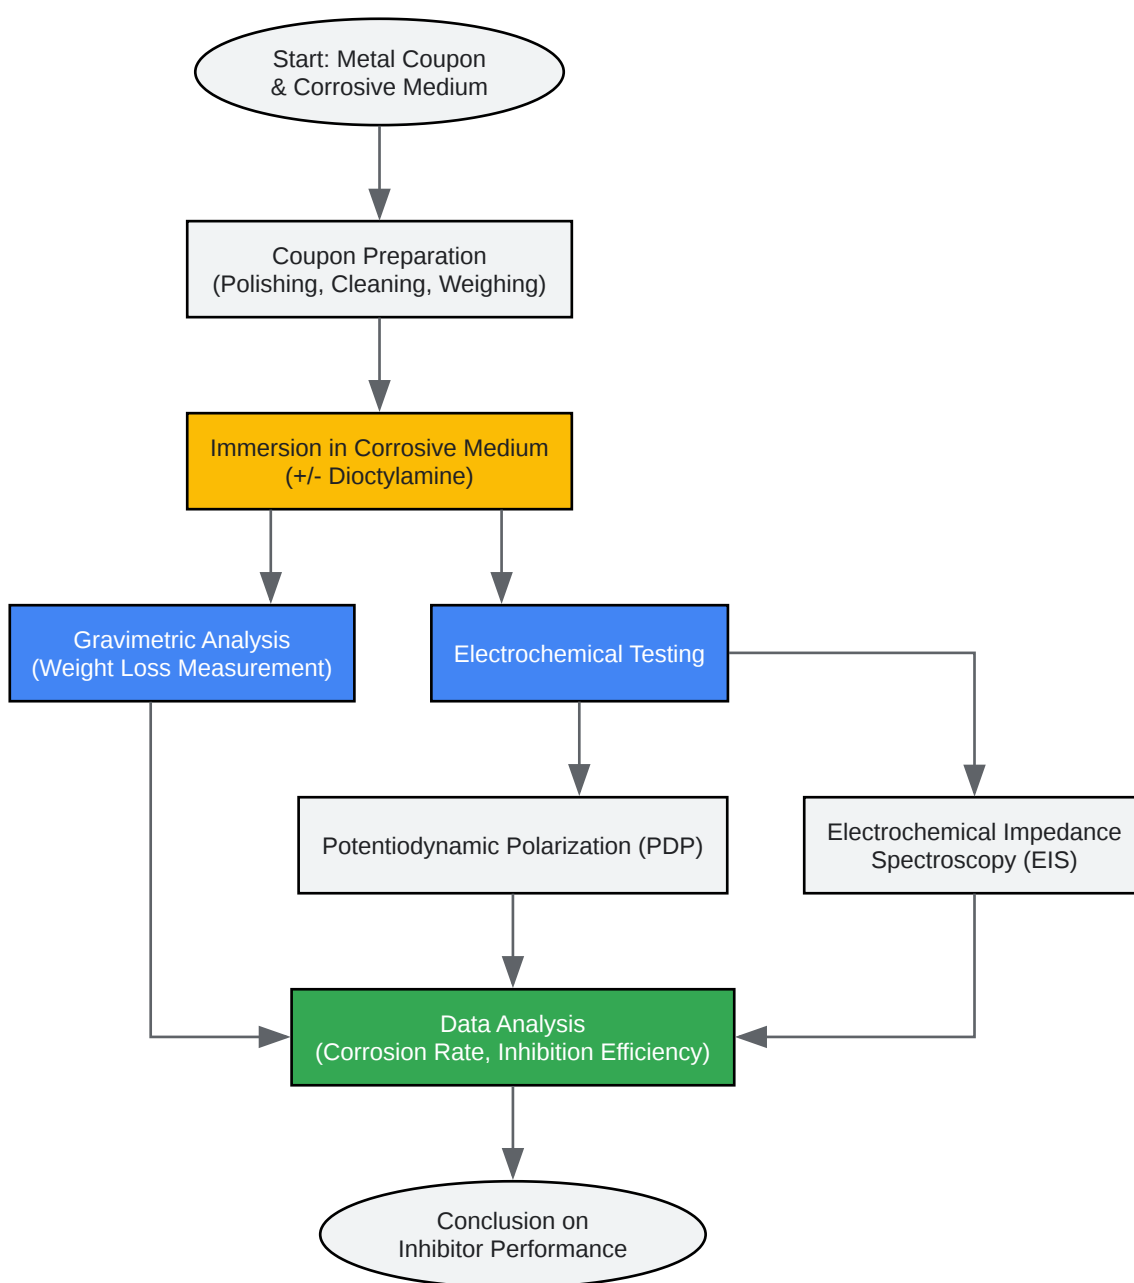 Start: Metal Coupon
& Corrosive Medium
Coupon Preparation
(Polishing, Cleaning, Weighing)
Immersion in Corrosive Medium
(+/- Dioctylamine)
Gravimetric Analysis
(Weight Loss Measurement)
Electrochemical Testing
Potentiodynamic Polarization (PDP)
Electrochemical Impedance
Spectroscopy (EIS)
Data Analysis
(Corrosion Rate, Inhibition Efficiency)
Conclusion on
Inhibitor Performance